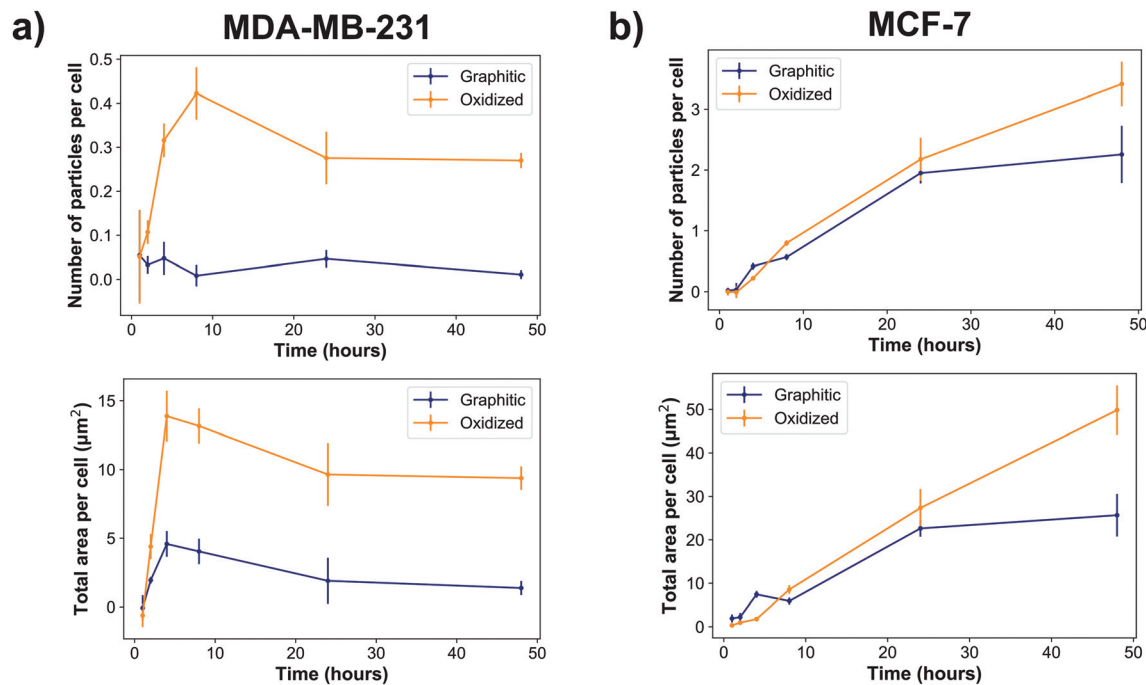 a)
MDA-MB-231
0.5
0.4
0.3
0.2
0.1
0.0
Number of particles per cell
Graphitic
Oxidized
0 10 20 30 40 50
Time (hours)
15
10
5
0
Total area per cell (µm²)
Graphitic
Oxidized
0 10 20 30 40 50
Time (hours)
b)
MCF-7
3
2
1
0
Number of particles per cell
Graphitic
Oxidized
0 10 20 30 40 50
Time (hours)
50
40
30
20
10
0
Total area per cell (µm²)
Graphitic
Oxidized
0 10 20 30 40 50
Time (hours)